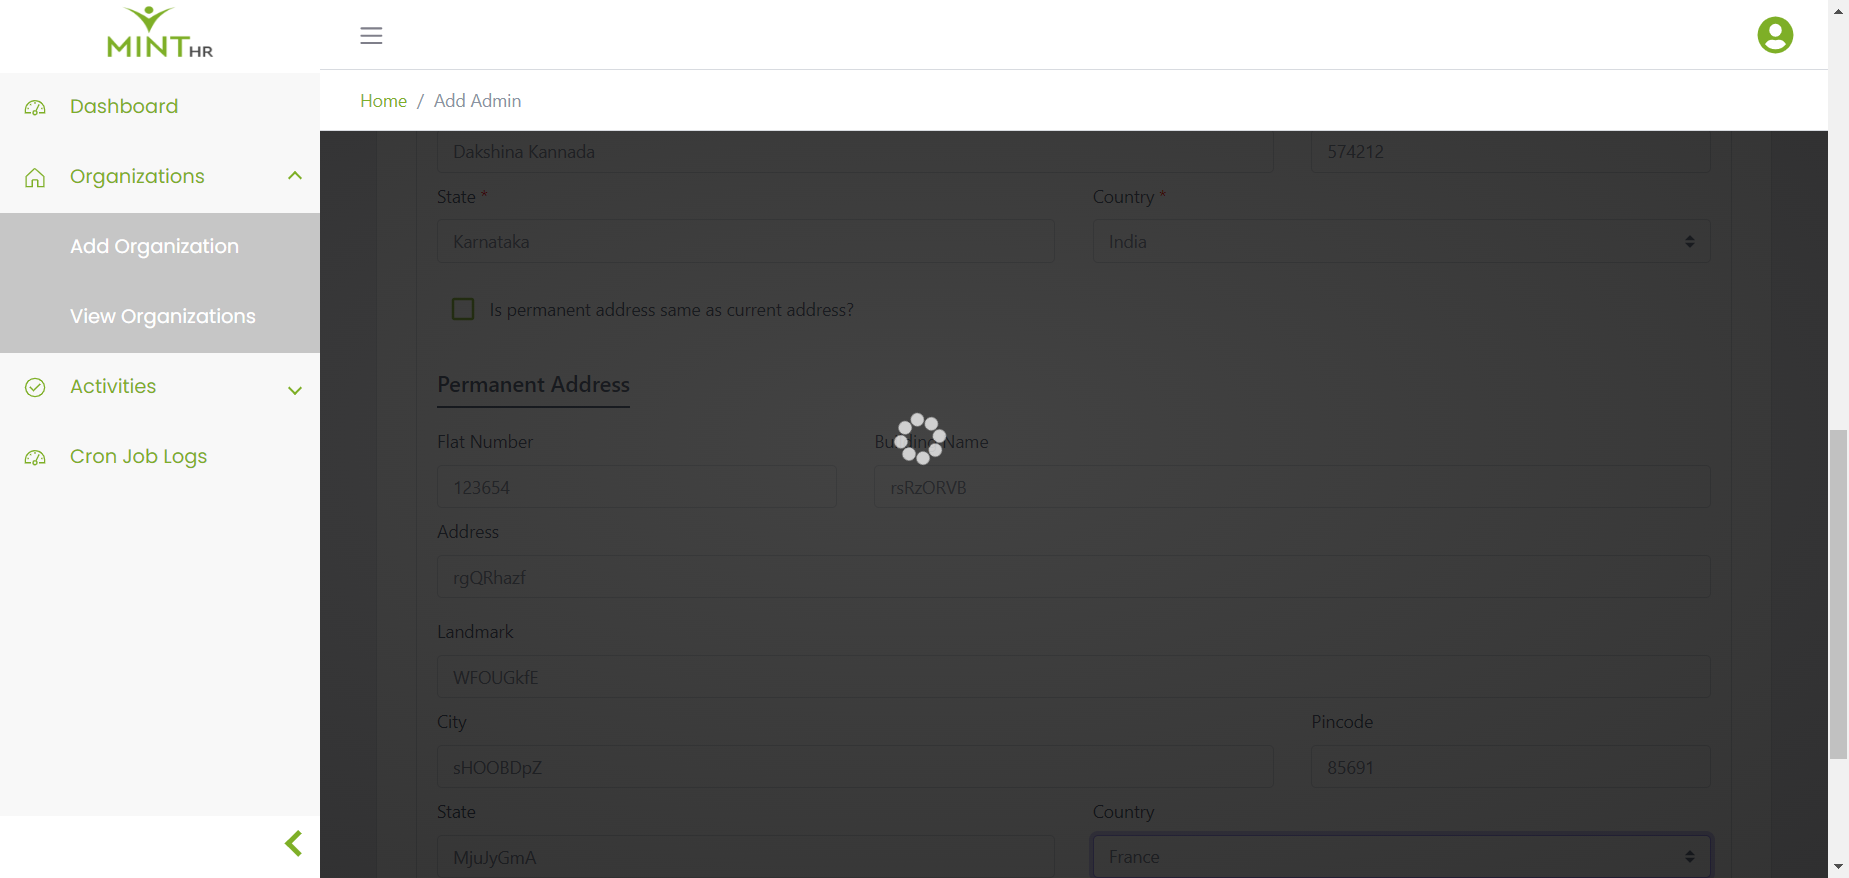 MINT HR
Home / Add Admin
Dashboard
Organizations
Add Organization
View Organizations
Activities
Cron Job Logs
Dakshina Kannada 574212
State * Country *
Karnataka India
Is permanent address same as current address?
Permanent Address
Flat Number Building Name
123654 rsRzORVB
Address
rgQRhazf
Landmark
WFOUGkfE
City Pincode
sHOOBDpZ 85691
State Country
MjuJyGmA France